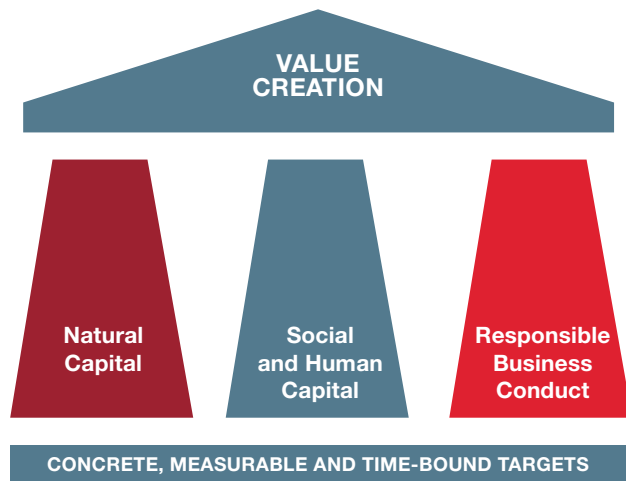 VALUE
CREATION
Natural
Capital
Social
and Human
Capital
Responsible
Business
Conduct
CONCRETE, MEASURABLE AND TIME-BOUND TARGETS